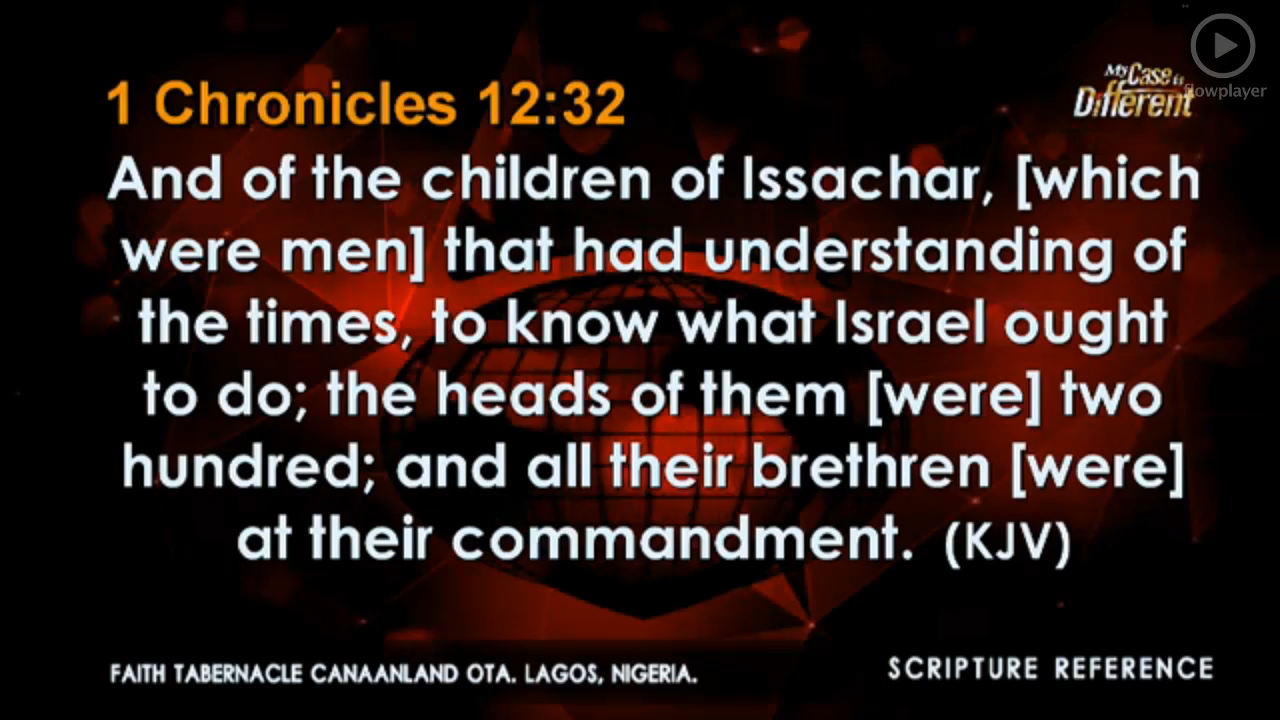 1 Chronicles 12:32
My Case is
Different
flowplayer
And of the children of Issachar, [which
were men] that had understanding of
the times, to know what Israel ought
to do; the heads of them [were] two
hundred; and all their brethren [were]
at their commandment. (KJV)
FAITH TABERNACLE CANAANLAND OTA. LAGOS, NIGERIA.
SCRIPTURE REFERENCE